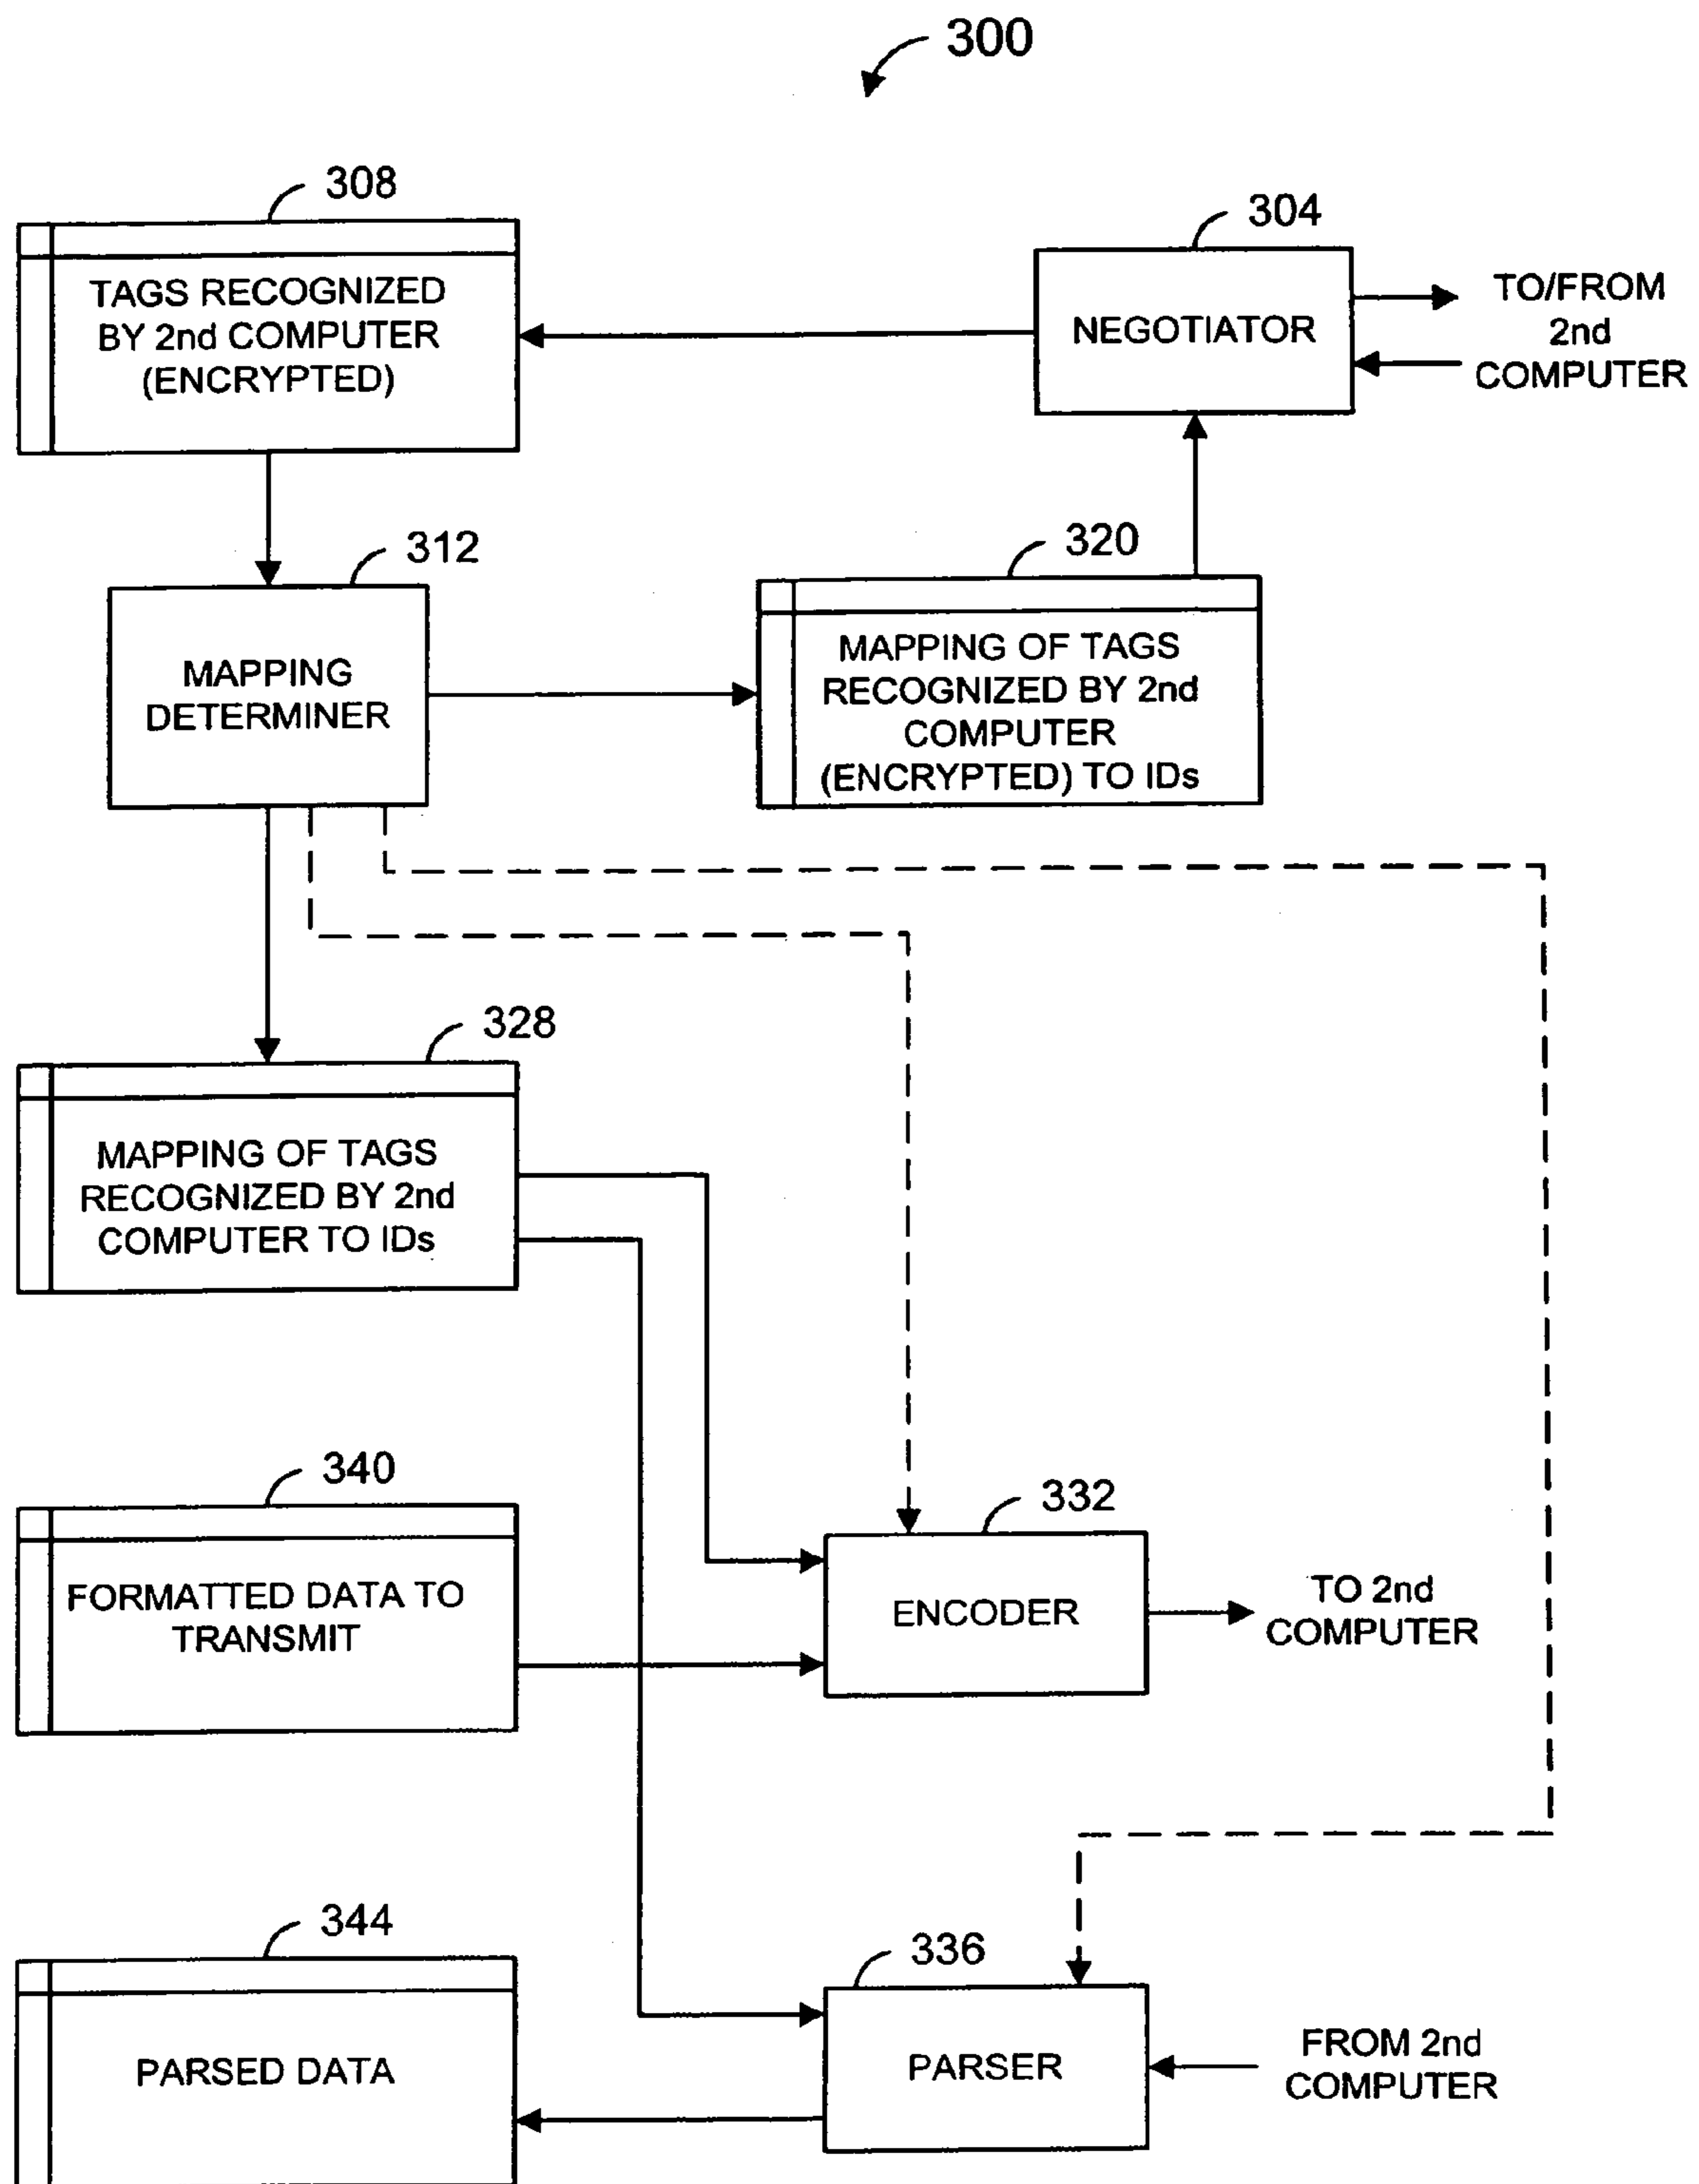 300
308
TAGS RECOGNIZED
BY 2nd COMPUTER
(ENCRYPTED)
304
NEGOTIATOR
TO/FROM
2nd
COMPUTER
312
MAPPING
DETERMINER
320
MAPPING OF TAGS
RECOGNIZED BY 2nd
COMPUTER
(ENCRYPTED) TO IDs
328
MAPPING OF TAGS
RECOGNIZED BY 2nd
COMPUTER TO IDs
340
FORMATTED DATA TO
TRANSMIT
332
ENCODER
TO 2nd
COMPUTER
344
PARSED DATA
336
PARSER
FROM 2nd
COMPUTER